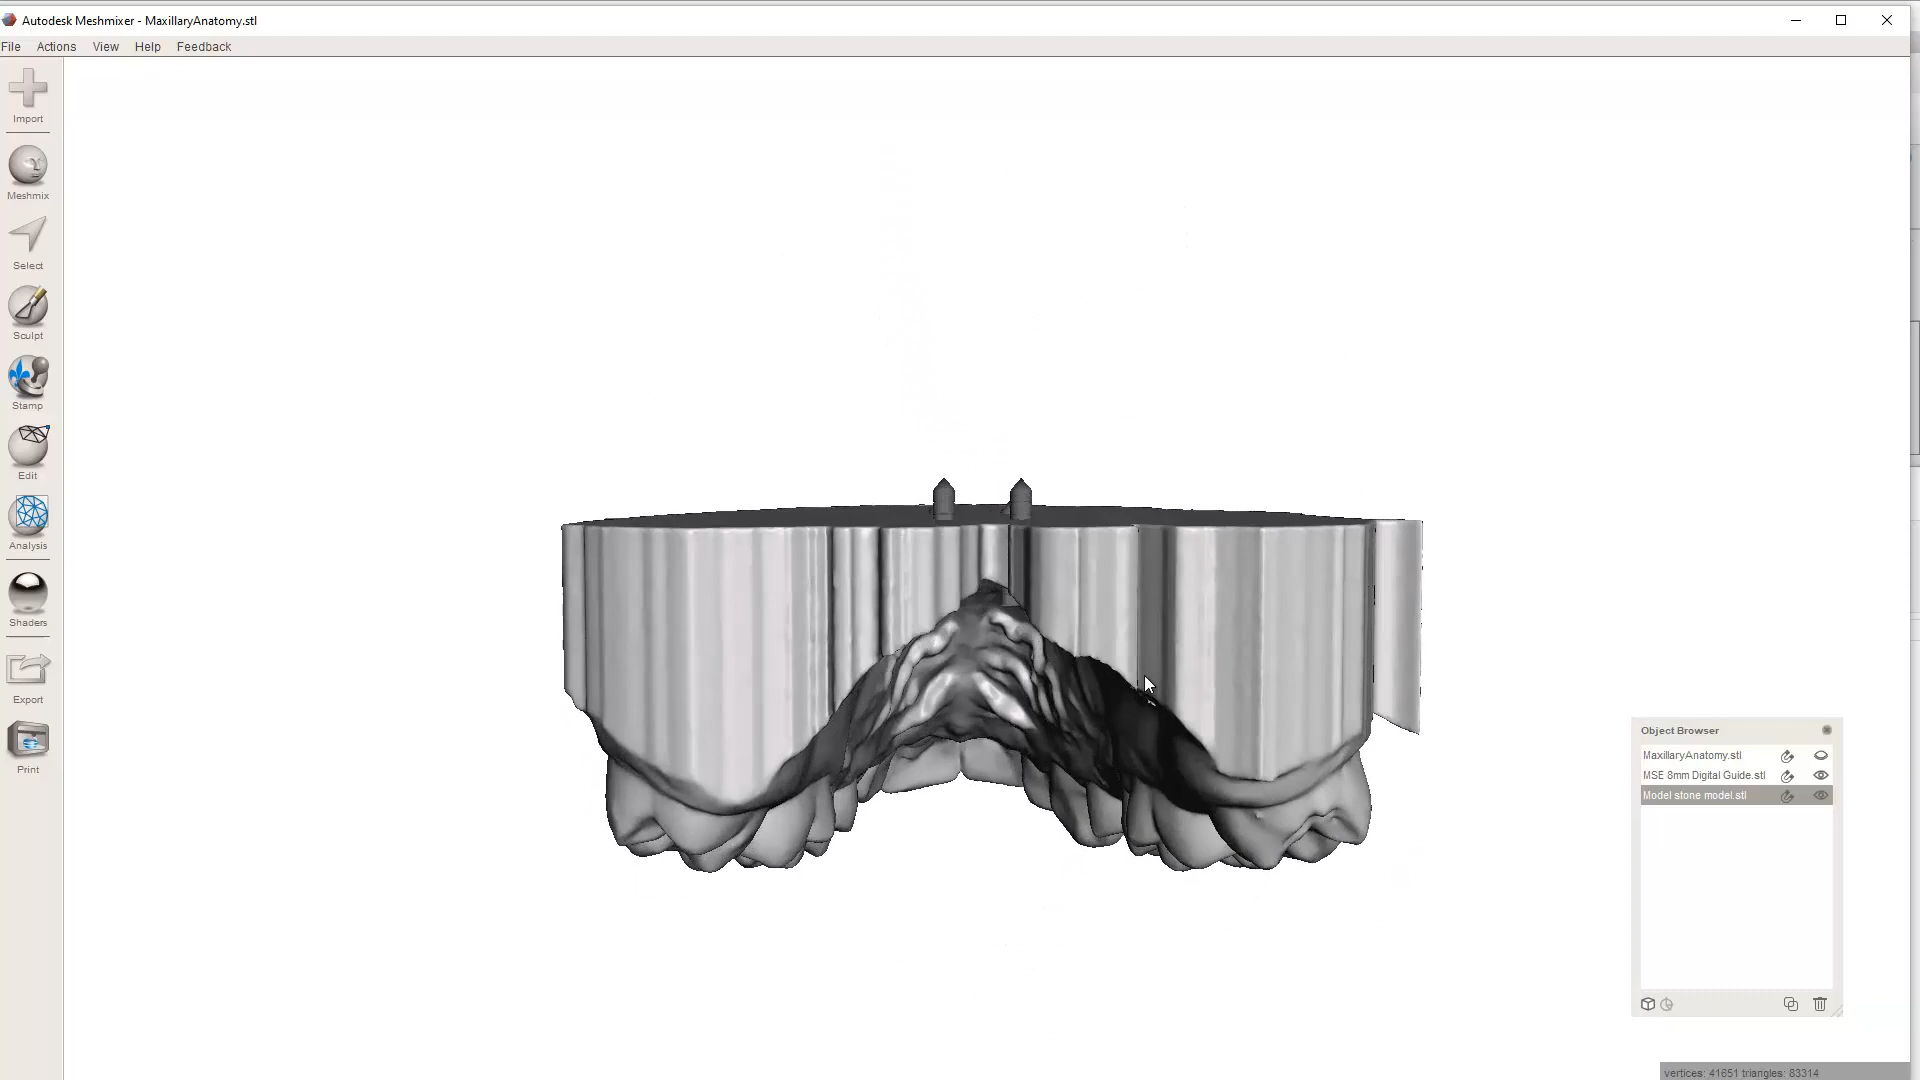 Autodesk Meshmixer - MaxillaryAnatomy.stl
File Actions View Help Feedback
Import
Meshmix
Select
Sculpt
Stamp
Edit
Analysis
Shaders
Export
Print
Object Browser
MaxillaryAnatomy.stl
MSE 8mm Digital Guide.stl
Model stone model.stl
vertices: 41651 triangles: 83314